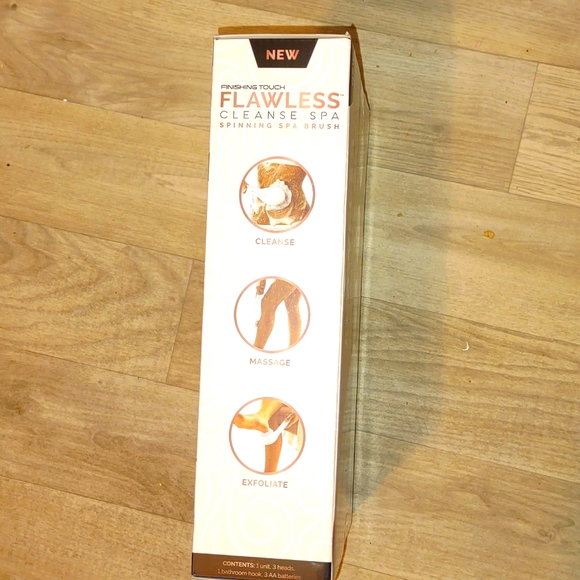 NEW
FINISHING TOUCH
FLAWLESS™
CLEANSE SPA
SPINNING SPA BRUSH
CLEANSE
MASSAGE
EXFOLIATE
CONTENTS: 1 unit, 3 heads,
1 bathroom hook, 3 AA batteries